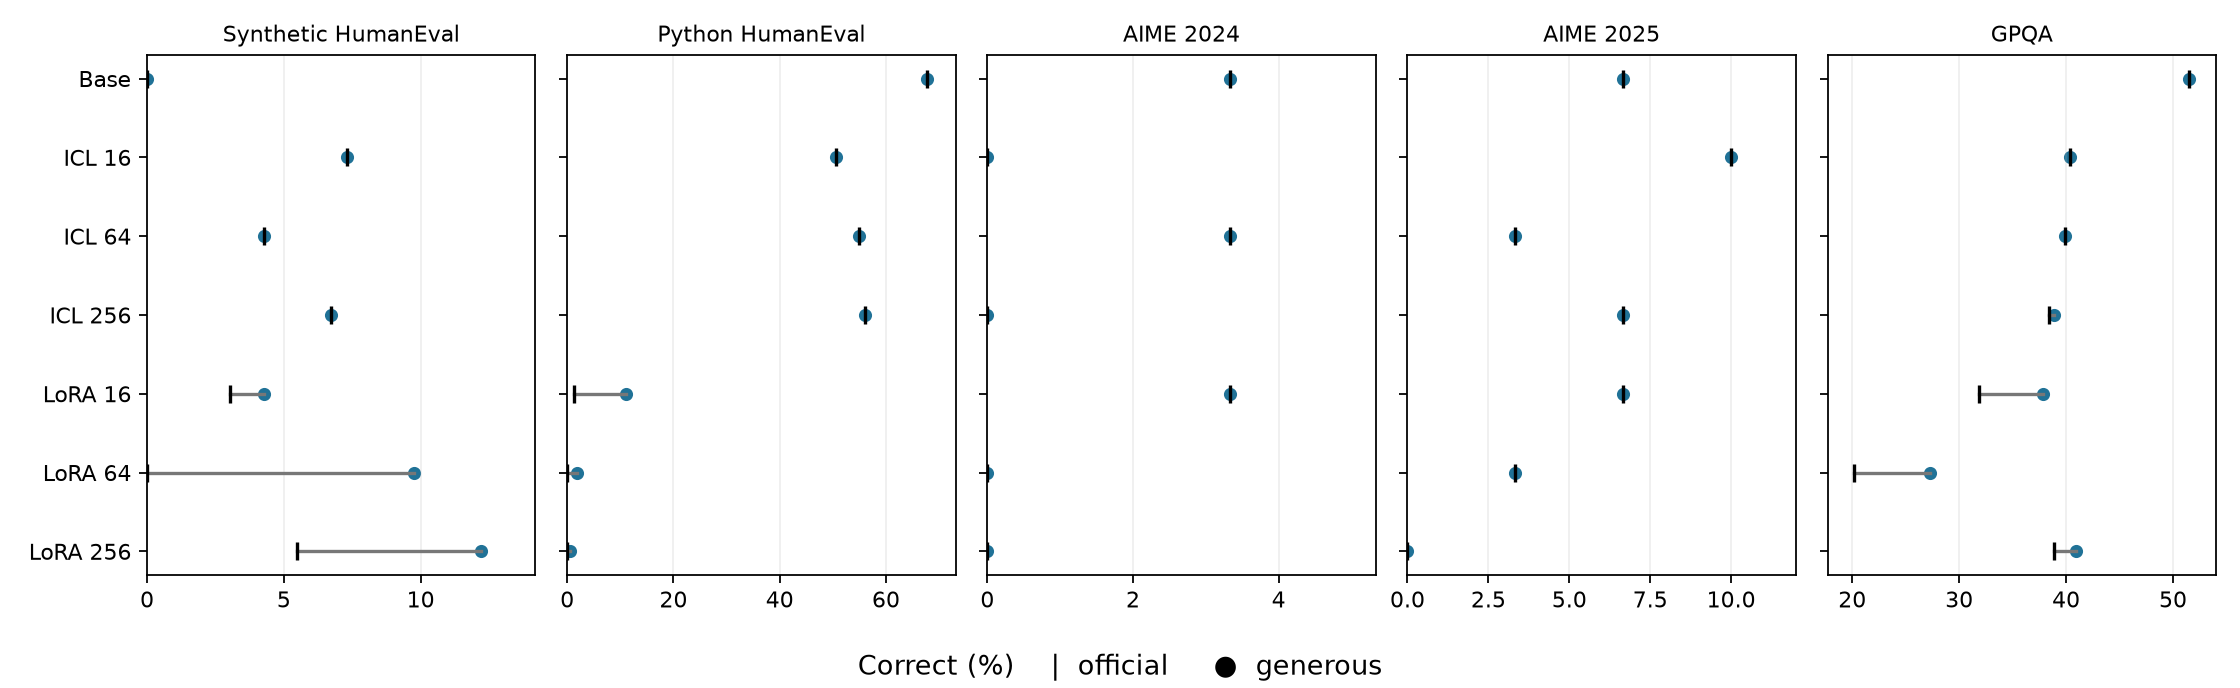 Synthetic HumanEval
Python HumanEval
AIME 2024
AIME 2025
GPQA
Base
ICL 16
ICL 64
ICL 256
LoRA 16
LoRA 64
LoRA 256
0 5 10
0 20 40 60
0 2 4
0.0 2.5 5.0 7.5 10.0
20 30 40 50
Correct (%) | official ● generous